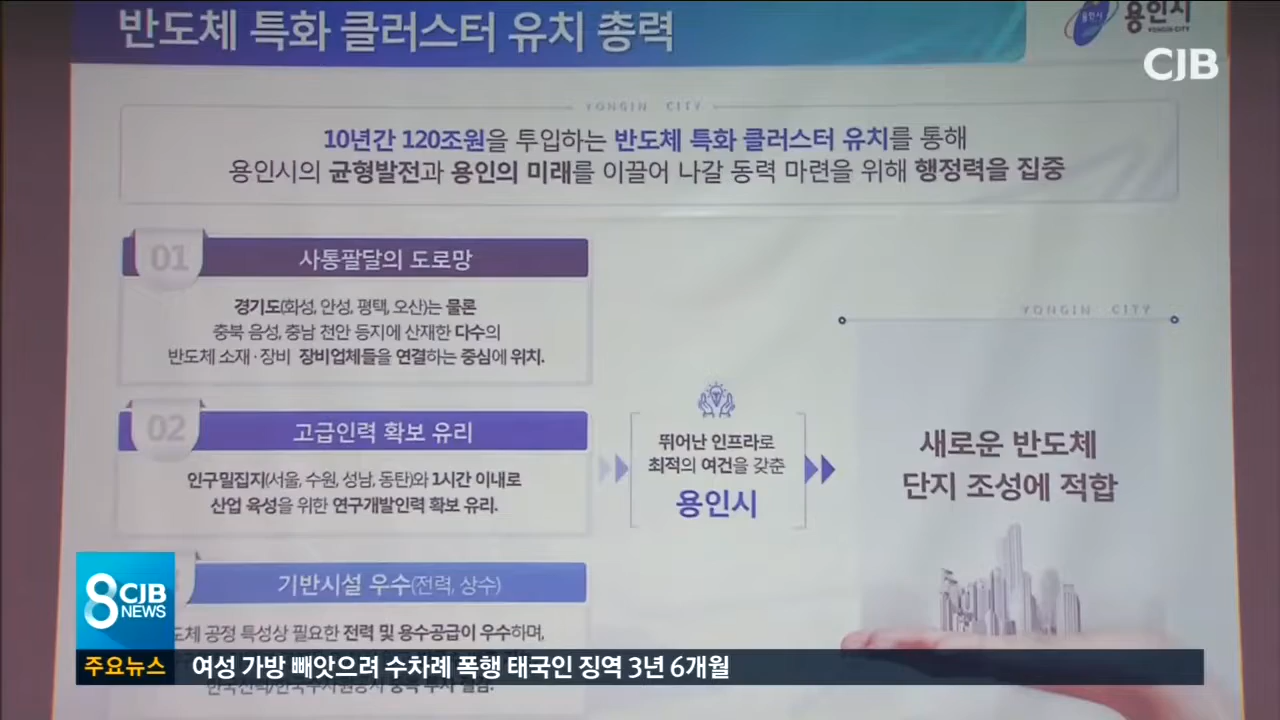 반도체 특화 클러스터 유치 총력
용인시
용인시
YONGIN CITY
CJB
YONGIN CITY
10년간 120조원을 투입하는 반도체 특화 클러스터 유치를 통해
용인시의 균형발전과 용인의 미래를 이끌어 나갈 동력 마련을 위해 행정력을 집중
01
사통팔달의 도로망
경기도(화성, 안성, 평택, 오산)는 물론
충북 음성, 충남 천안 등지에 산재한 다수의
반도체 소재·장비 장비업체들을 연결하는 중심에 위치.
02
고급인력 확보 유리
인구밀집지(서울, 수원, 성남, 동탄)와 1시간 이내로
산업 육성을 위한 연구개발인력 확보 유리.
기반시설 우수(전력, 상수)
도체 공정 특성상 필요한 전력 및 용수공급이 우수하며,
뛰어난 인프라로
최적의 여건을 갖춘
용인시
YONGIN CITY
새로운 반도체
단지 조성에 적합
8 CJB
NEWS
주요뉴스
여성 가방 빼앗으려 수차례 폭행 태국인 징역 3년 6개월